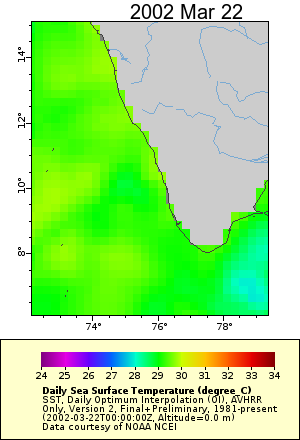 2002 Mar 22
14°
12°
10°
8°
74°
76°
78°
24 25 26 27 28 29 30 31 32 33 34
Daily Sea Surface Temperature (degree_C)
SST, Daily Optimum Interpolation (OI), AVHRR
Only, Version 2, Final+Preliminary, 1981-present
(2002-03-22T00:00:00Z, Altitude=0.0 m)
Data courtesy of NOAA NCEI